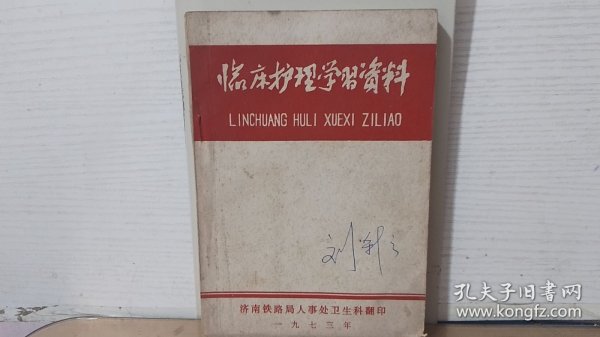 临床护理学习资料
LINCHUANG HULI XUEXI ZILIAO
刘
济南铁路局人事处卫生科翻印
一九七三年
孔夫子旧书网
www.kongfz.com